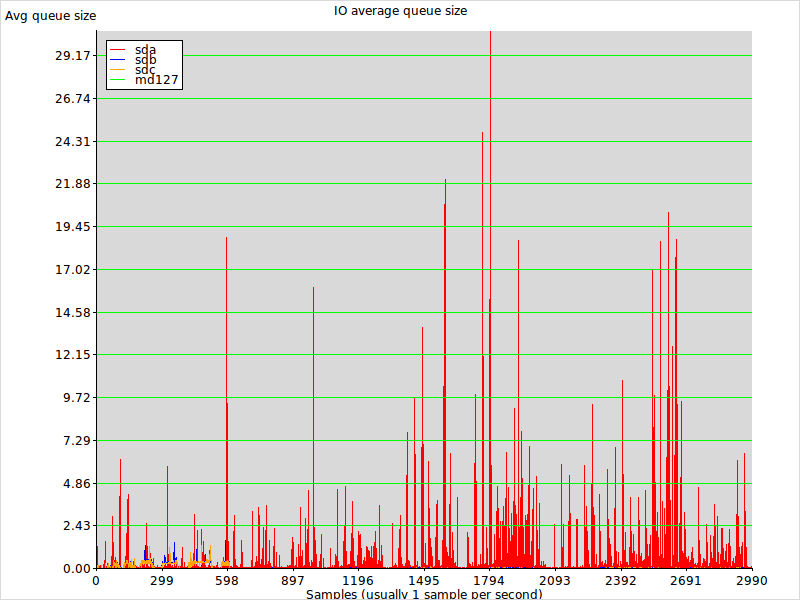 IO average queue size
Avg queue size
sda
sdb
sdc
md127
29.17
26.74
24.31
21.88
19.45
17.02
14.58
12.15
9.72
7.29
4.86
2.43
0.00
0 299 598 897 1196 1495 1794 2093 2392 2691 2990
Samples (usually 1 sample per second)